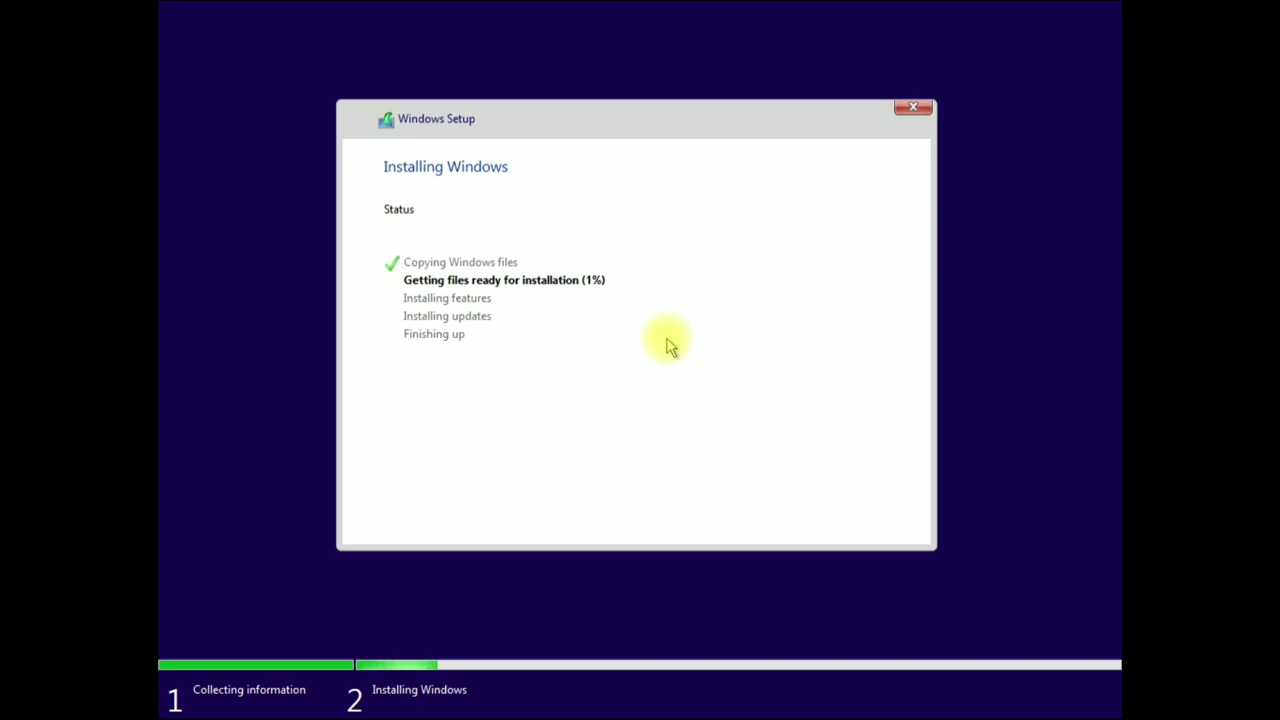 Windows Setup
Installing Windows
Status
Copying Windows files
Getting files ready for installation (1%)
Installing features
Installing updates
Finishing up
1 Collecting information
2 Installing Windows